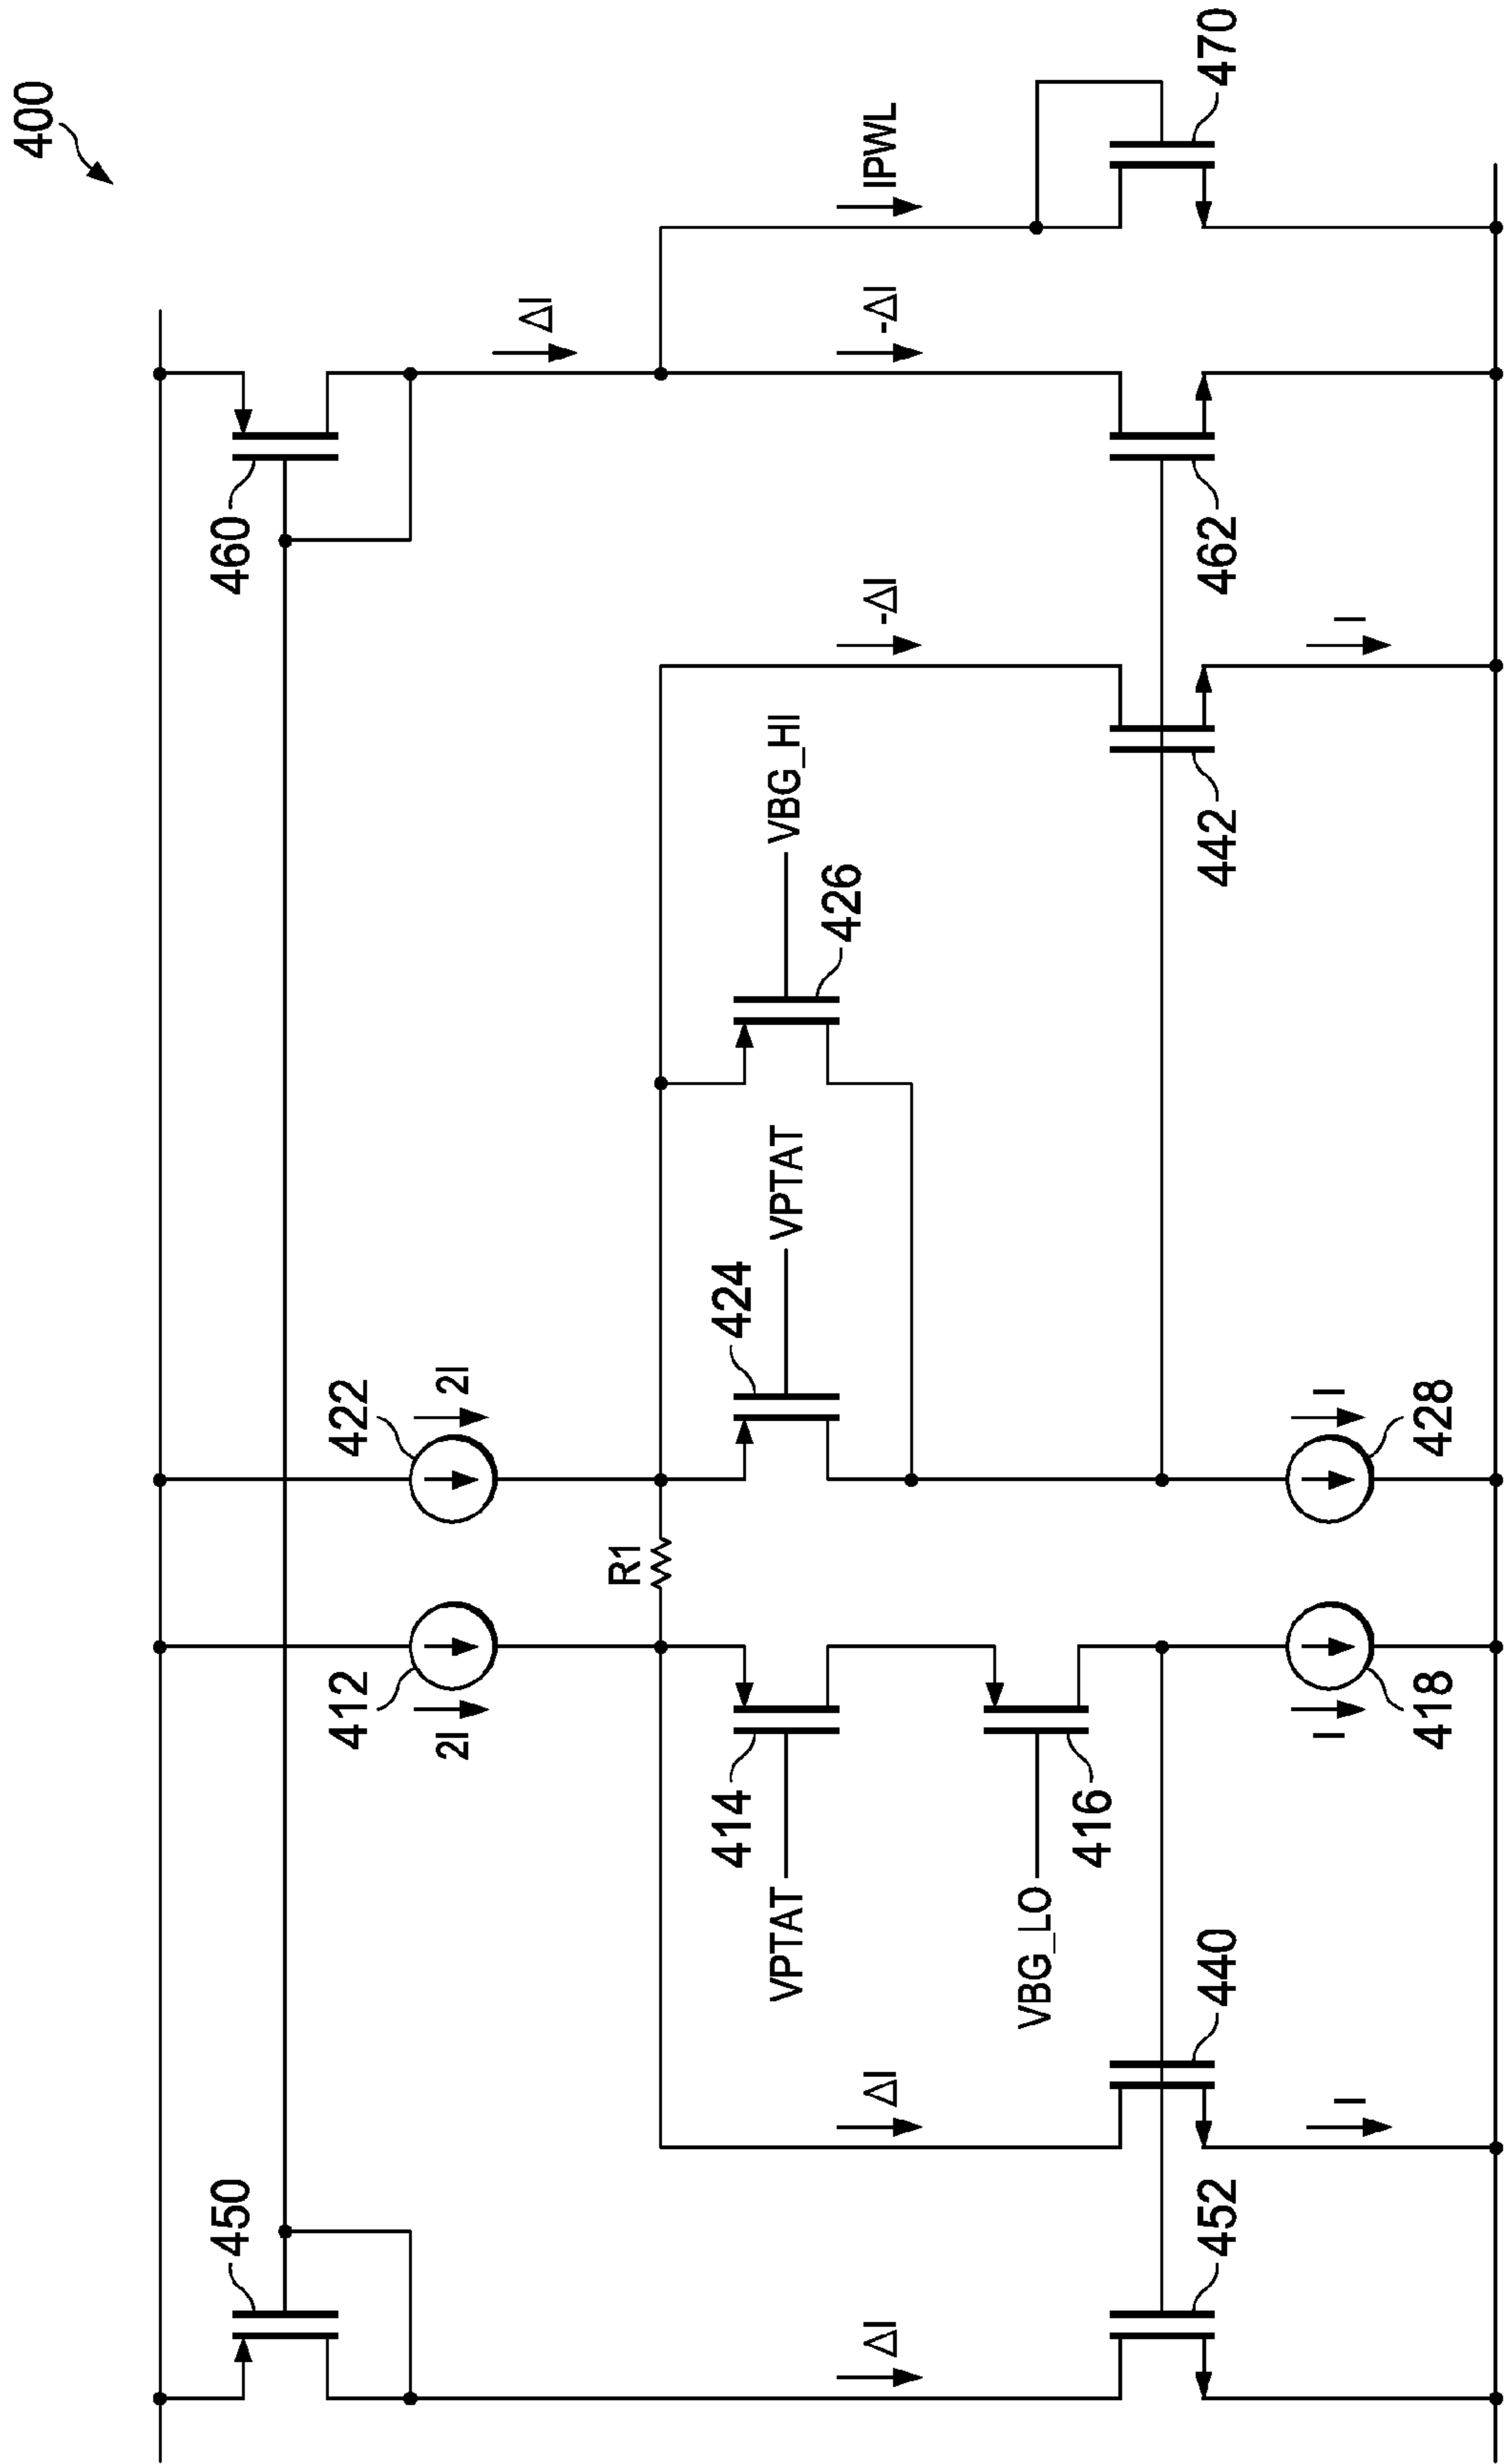 400
450
460
412
422
2I
2I
ΔI
R1
414
424
VPTAT
VPTAT
VBG_HI
426
ΔI
ΔI
-ΔI
-ΔI
IPWL
VBG_LO
416
452
440
442
462
470
I
I
I
I
418
428